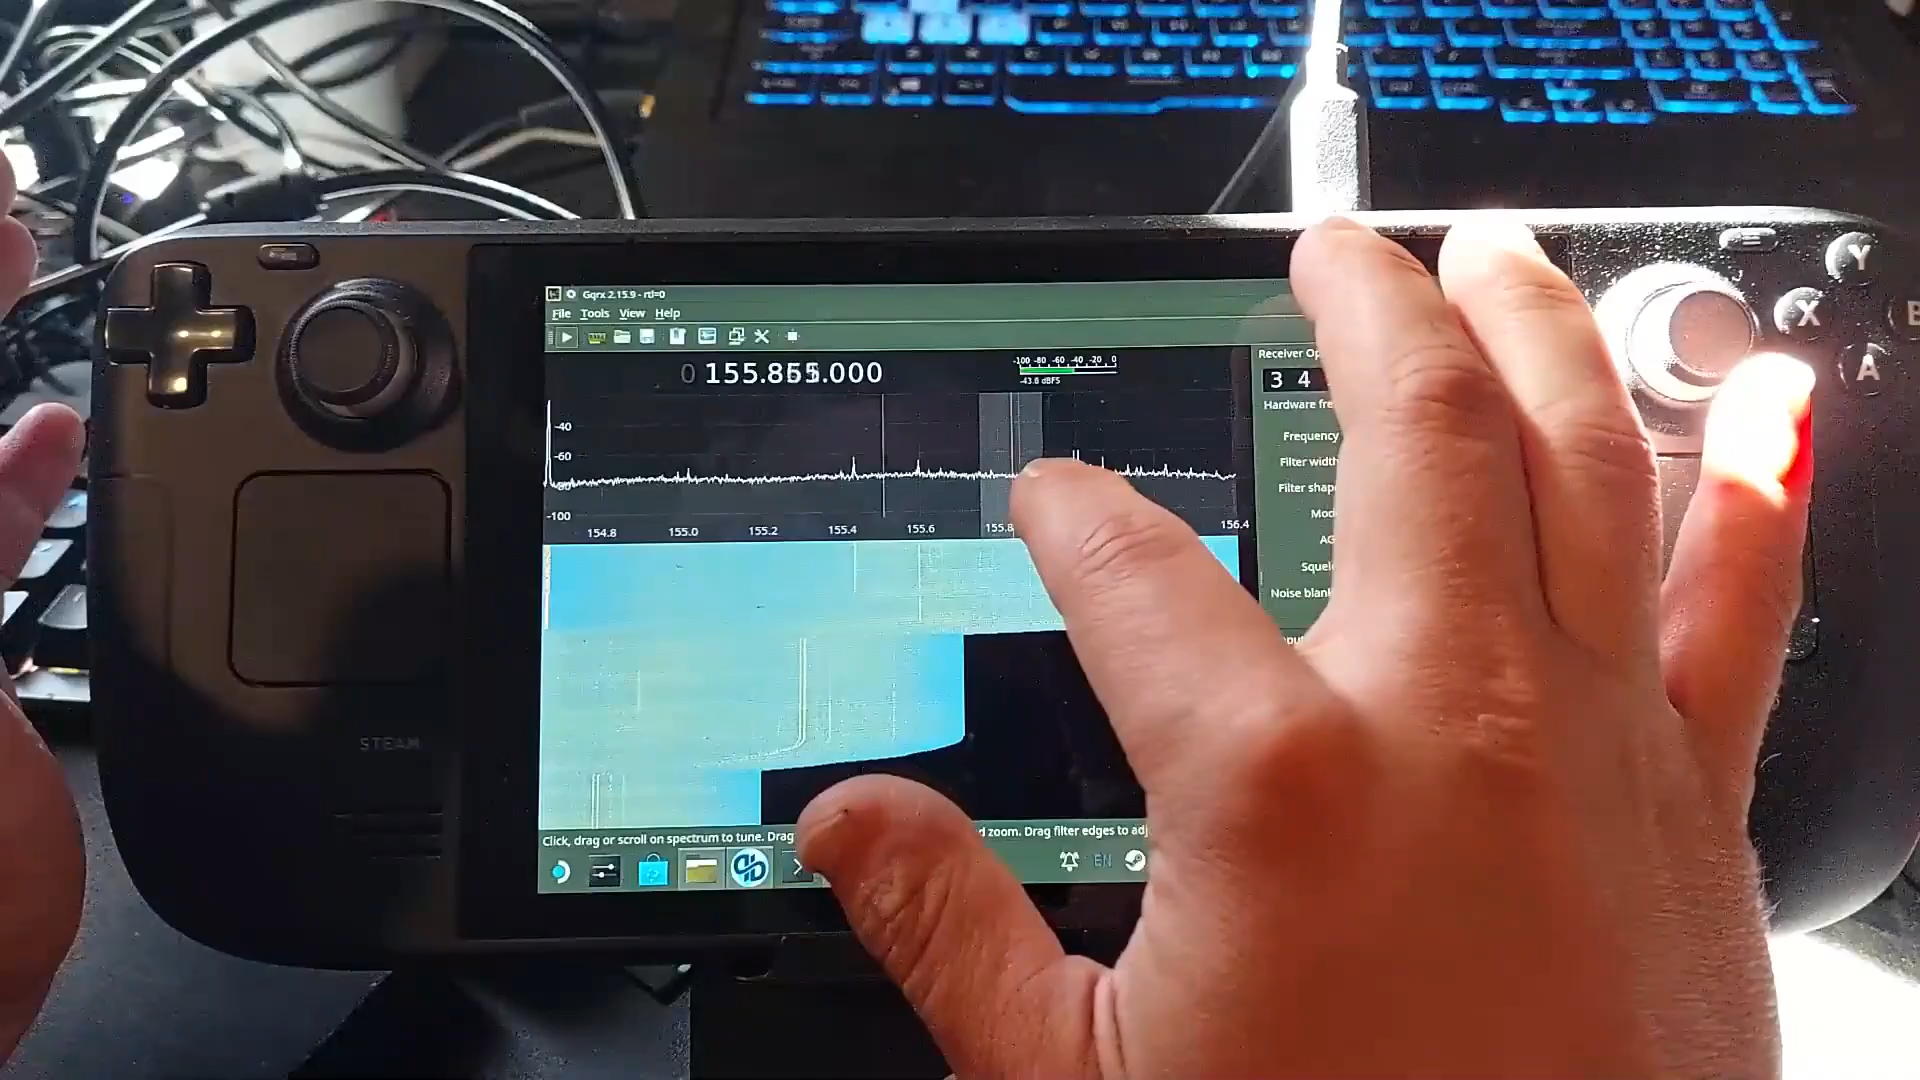 Y
X
B
A
STEAM
Gqrx 2.15.9 - rtl=0
File Tools View Help
-100 -80 -60 -40 -20 0
-43.8 dBFS
Receiver Op
3 4
Hardware fre
Frequency
Filter width
Filter shap
Mod
AG
Squel
Noise blank
-40
-60
-80
-100
154.8 155.0 155.2 155.4 155.6 155.8 156.4
Click, drag or scroll on spectrum to tune. Drag d zoom. Drag filter edges to adj
EN